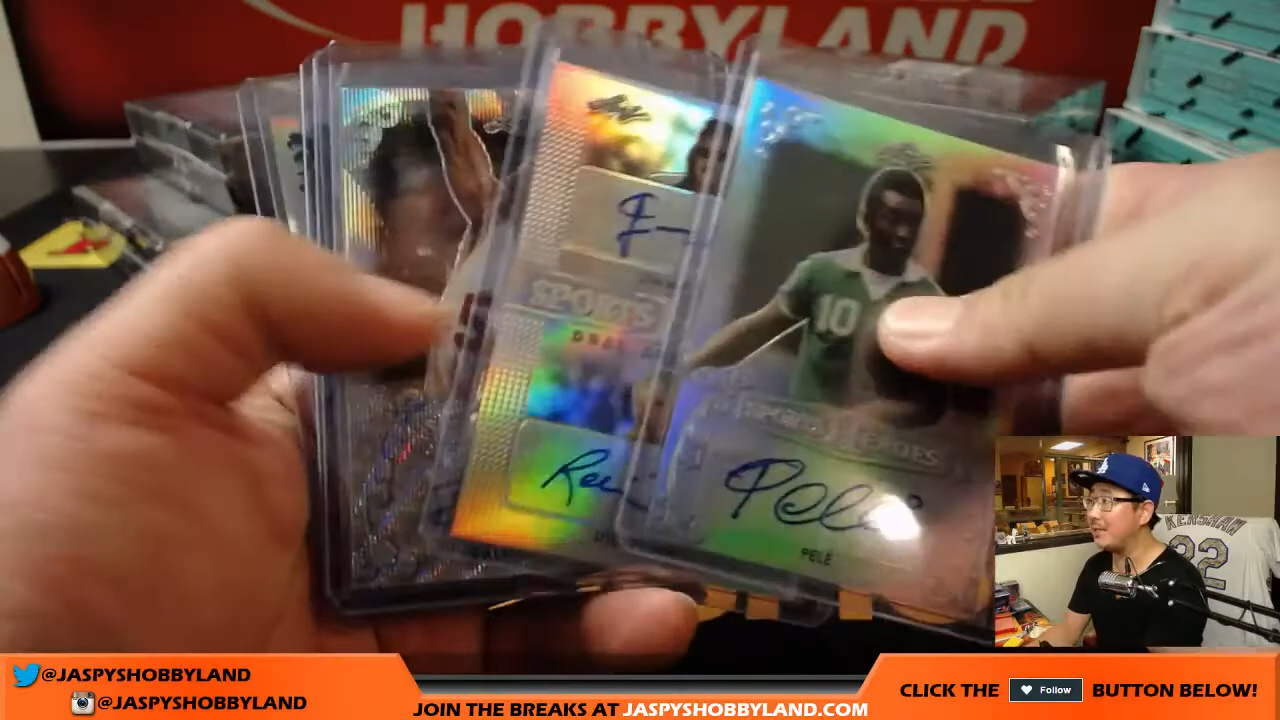 HOBBYLAND
10
SPORTS
Pelé
PELÉ
KERSHAW
22
@JASPYSHOBBYLAND
@JASPYSHOBBYLAND
JOIN THE BREAKS AT JASPYSHOBBYLAND.COM
CLICK THE Follow BUTTON BELOW!